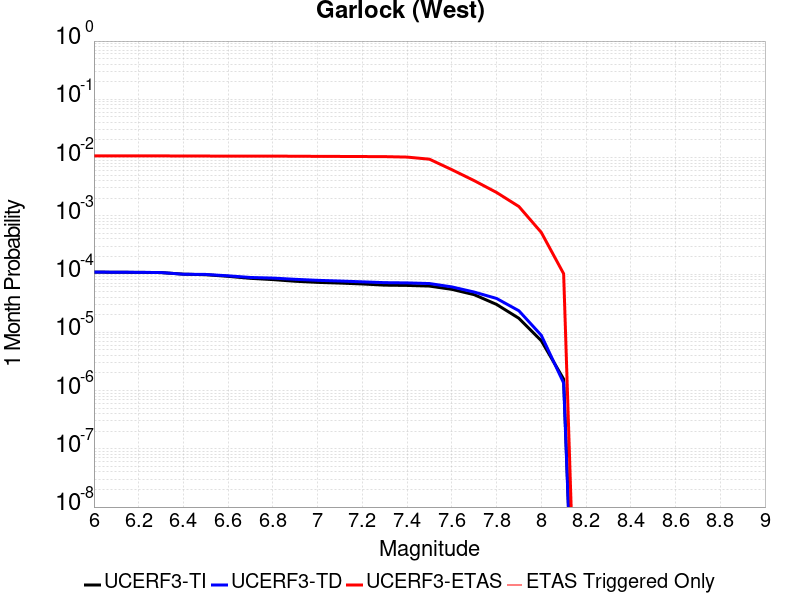 Garlock (West)
10^0
10^-1
10^-2
10^-3
10^-4
10^-5
10^-6
10^-7
10^-8
1 Month Probability
6 6.2 6.4 6.6 6.8 7 7.2 7.4 7.6 7.8 8 8.2 8.4 8.6 8.8 9
Magnitude
UCERF3-TI UCERF3-TD UCERF3-ETAS ETAS Triggered Only